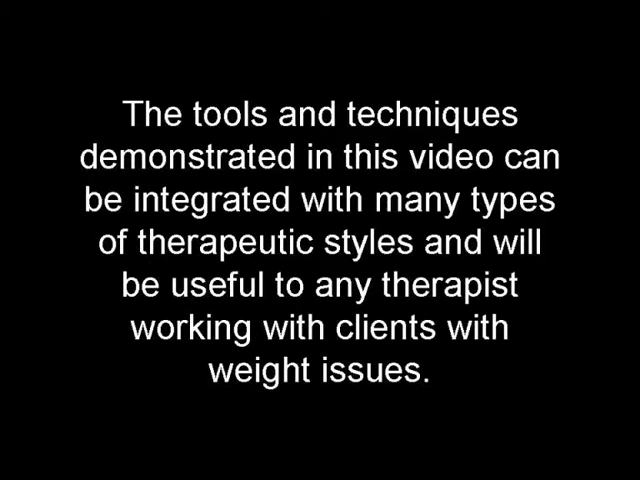 The tools and techniques
demonstrated in this video can
be integrated with many types
of therapeutic styles and will
be useful to any therapist
working with clients with
weight issues.